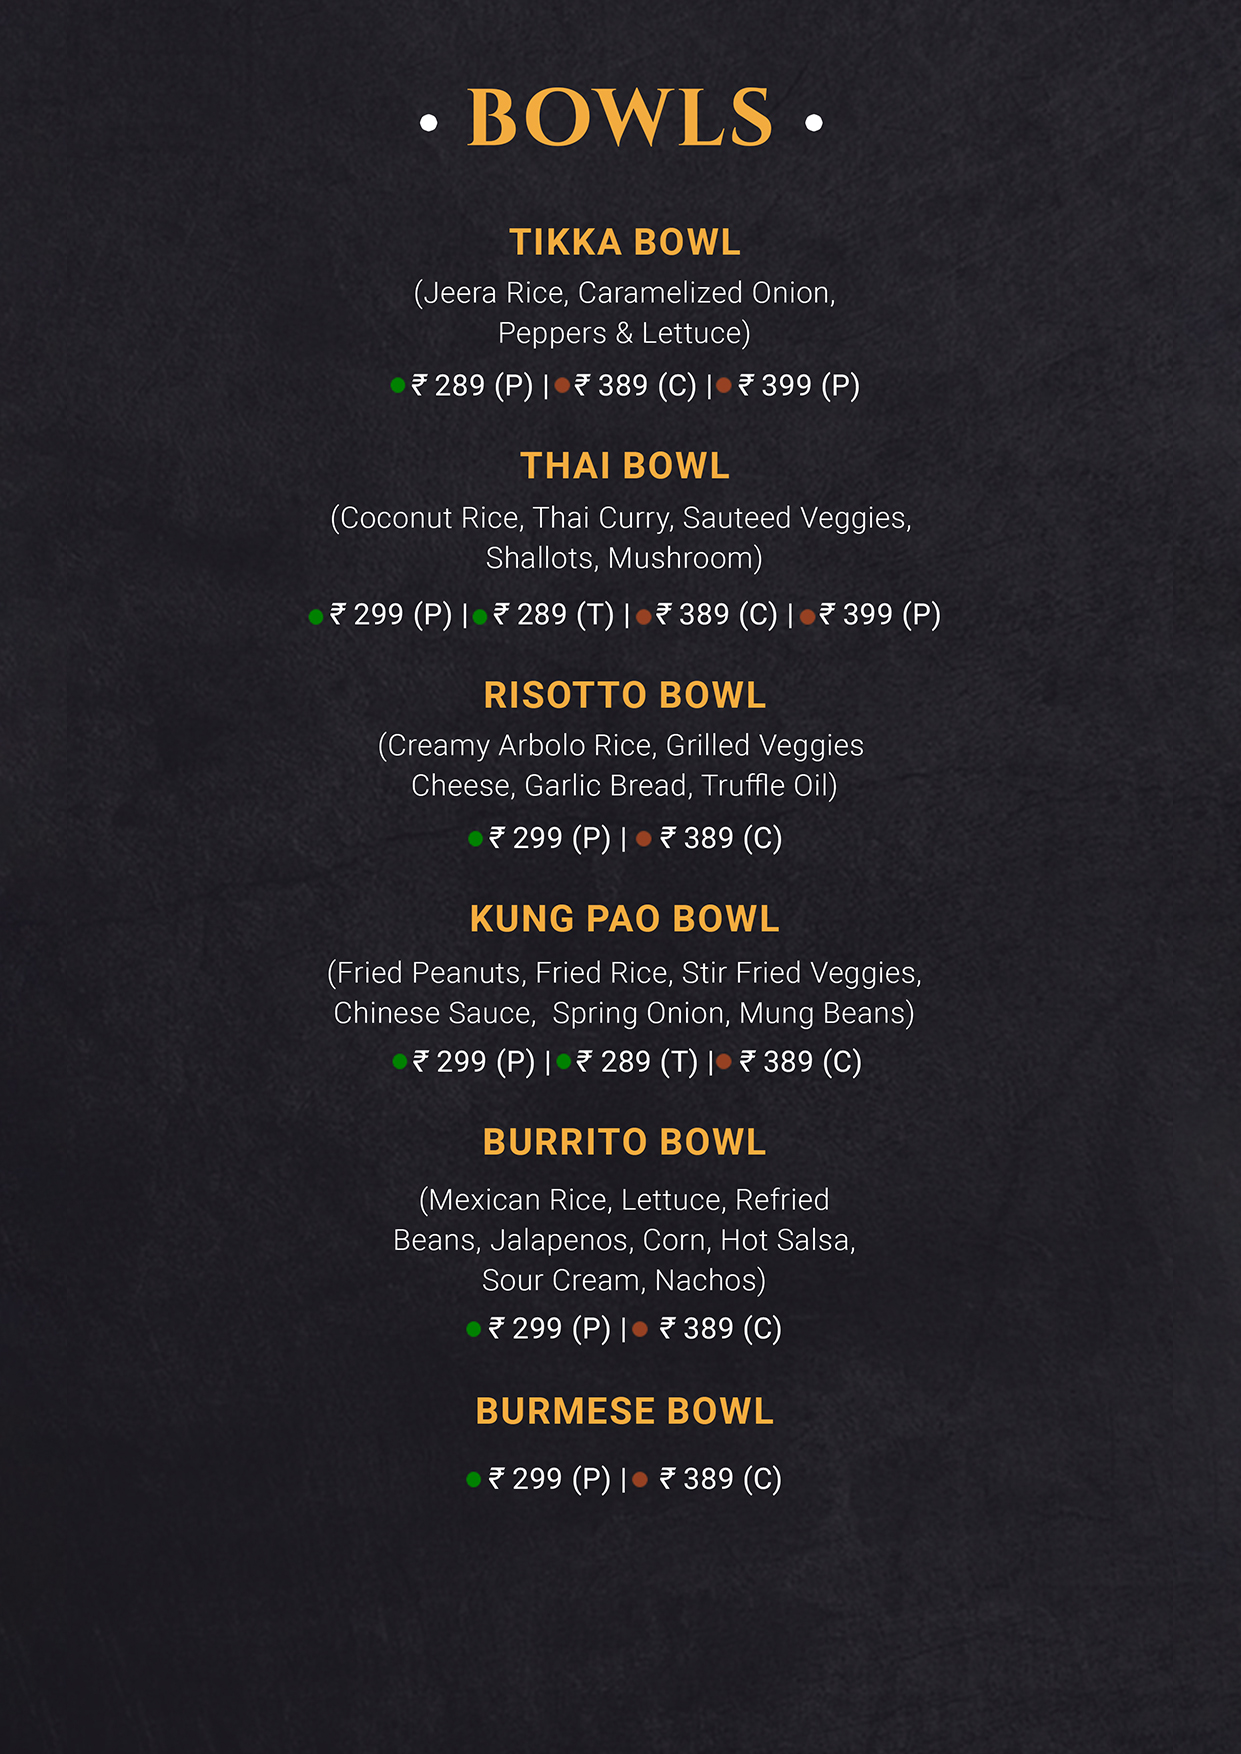 • BOWLS •
TIKKA BOWL
(Jeera Rice, Caramelized Onion,
Peppers & Lettuce)
₹ 289 (P) | ₹ 389 (C) | ₹ 399 (P)
THAI BOWL
(Coconut Rice, Thai Curry, Sauteed Veggies,
Shallots, Mushroom)
₹ 299 (P) | ₹ 289 (T) | ₹ 389 (C) | ₹ 399 (P)
RISOTTO BOWL
(Creamy Arbolo Rice, Grilled Veggies
Cheese, Garlic Bread, Truffle Oil)
₹ 299 (P) | ₹ 389 (C)
KUNG PAO BOWL
(Fried Peanuts, Fried Rice, Stir Fried Veggies,
Chinese Sauce,  Spring Onion, Mung Beans)
₹ 299 (P) | ₹ 289 (T) | ₹ 389 (C)
BURRITO BOWL
(Mexican Rice, Lettuce, Refried
Beans, Jalapenos, Corn, Hot Salsa,
Sour Cream, Nachos)
₹ 299 (P) | ₹ 389 (C)
BURMESE BOWL
₹ 299 (P) | ₹ 389 (C)